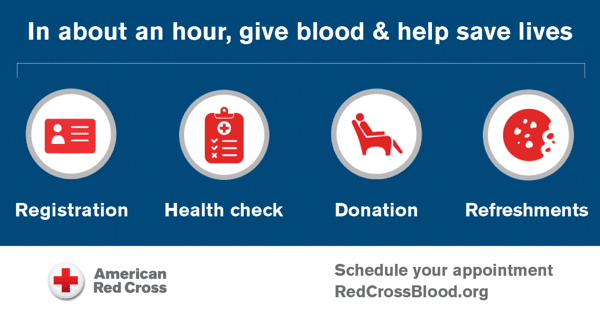 In about an hour, give blood & help save lives
Registration
Health check
Donation
Refreshments
American
Red Cross
Schedule your appointment
RedCrossBlood.org